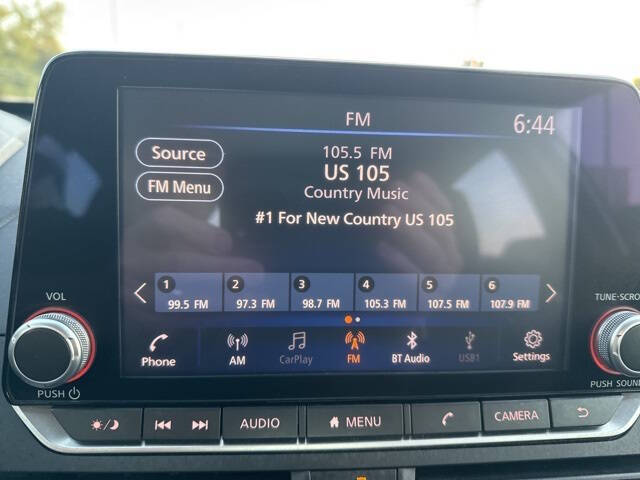 FM
6:44
Source
FM Menu
105.5 FM
US 105
Country Music
#1 For New Country US 105
1 2 3 4 5 6
99.5 FM 97.3 FM 98.7 FM 105.3 FM 107.5 FM 107.9 FM
Phone AM CarPlay FM BT Audio USB1 Settings
VOL
PUSH
TUNE-SCRO
PUSH SOUN
AUDIO MENU CAMERA